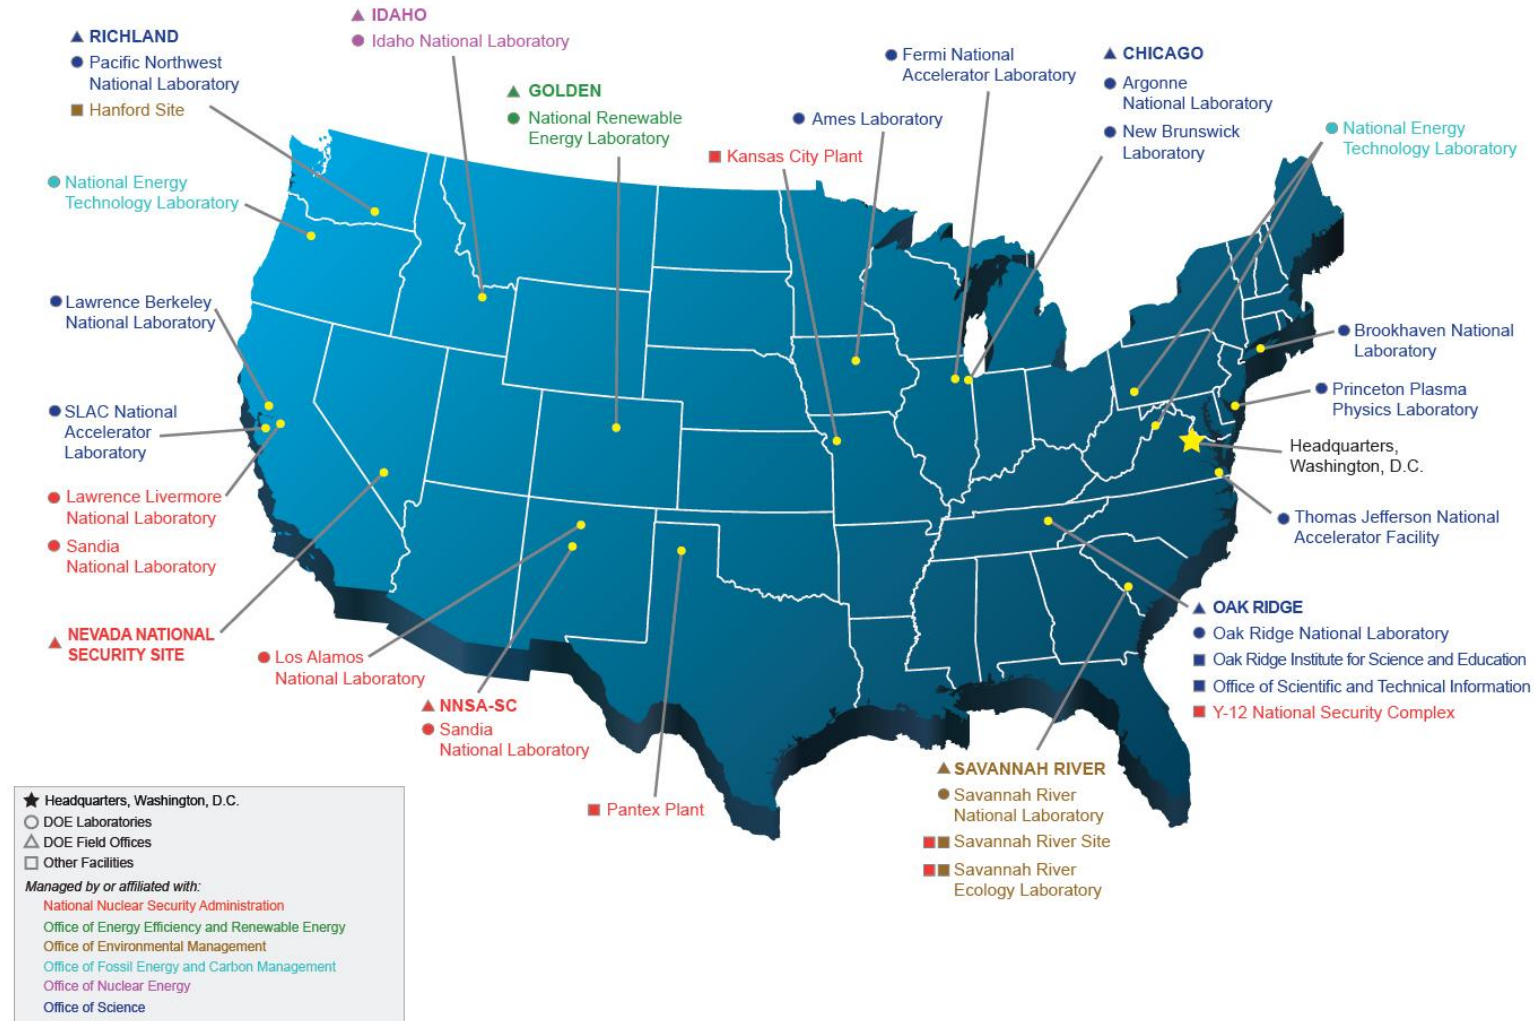 RICHLAND
Pacific Northwest
National Laboratory
Hanford Site
IDAHO
Idaho National Laboratory
GOLDEN
National Renewable
Energy Laboratory
Kansas City Plant
Ames Laboratory
Fermi National
Accelerator Laboratory
CHICAGO
Argonne
National Laboratory
New Brunswick
Laboratory
National Energy
Technology Laboratory
National Energy
Technology Laboratory
Lawrence Berkeley
National Laboratory
SLAC National
Accelerator
Laboratory
Lawrence Livermore
National Laboratory
Sandia
National Laboratory
NEVADA NATIONAL
SECURITY SITE
Los Alamos
National Laboratory
NNSA-SC
Sandia
National Laboratory
Pantex Plant
Brookhaven National
Laboratory
Princeton Plasma
Physics Laboratory
Headquarters,
Washington, D.C.
Thomas Jefferson National
Accelerator Facility
OAK RIDGE
Oak Ridge National Laboratory
Oak Ridge Institute for Science and Education
Office of Scientific and Technical Information
Y-12 National Security Complex
SAVANNAH RIVER
Savannah River
National Laboratory
Savannah River Site
Savannah River
Ecology Laboratory
Headquarters, Washington, D.C.
DOE Laboratories
DOE Field Offices
Other Facilities
Managed by or affiliated with:
National Nuclear Security Administration
Office of Energy Efficiency and Renewable Energy
Office of Environmental Management
Office of Fossil Energy and Carbon Management
Office of Nuclear Energy
Office of Science